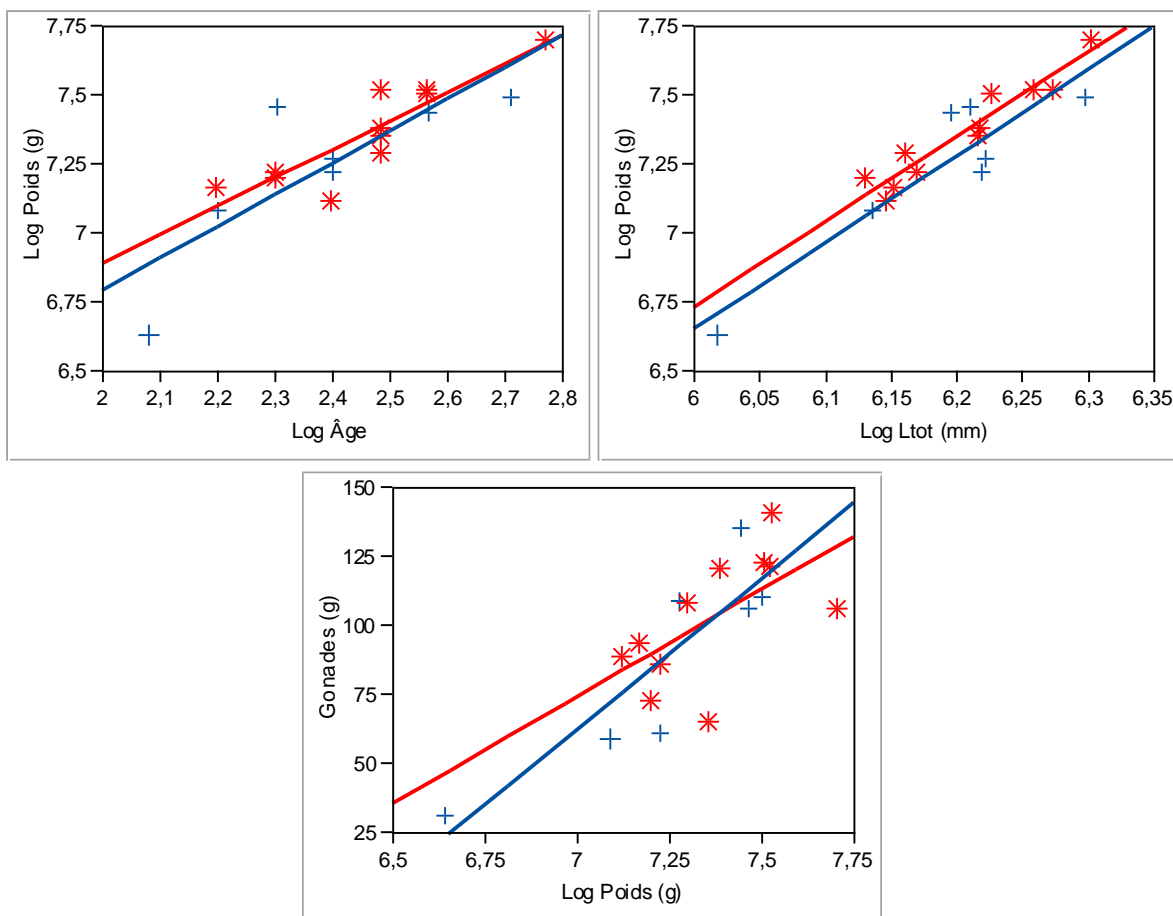 7,75
7,5
7,25
7
6,75
6,5
Log Poids (g)
2 2,1 2,2 2,3 2,4 2,5 2,6 2,7 2,8
Log Âge
7,75
7,5
7,25
7
6,75
6,5
Log Poids (g)
6 6,05 6,1 6,15 6,2 6,25 6,3 6,35
Log Ltot (mm)
150
125
100
75
50
25
Gonades (g)
6,5 6,75 7 7,25 7,5 7,75
Log Poids (g)